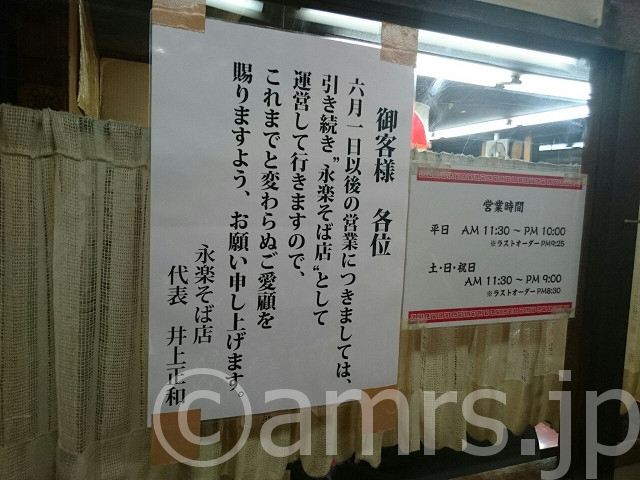 御客様　各位
六月一日以後の営業につきましては、
引き続き〝永楽そば店〟として
運営して行きますので、
これまでと変わらぬご愛顧を
賜りますよう、お願い申し上げます。
永楽そば店
代表　井上正和
営業時間
平日　AM 11:30 ～ PM 10:00
※ラストオーダーPM9:25
土・日・祝日
AM 11:30 ～ PM 9:00
※ラストオーダーPM8:30
©amrs.jp